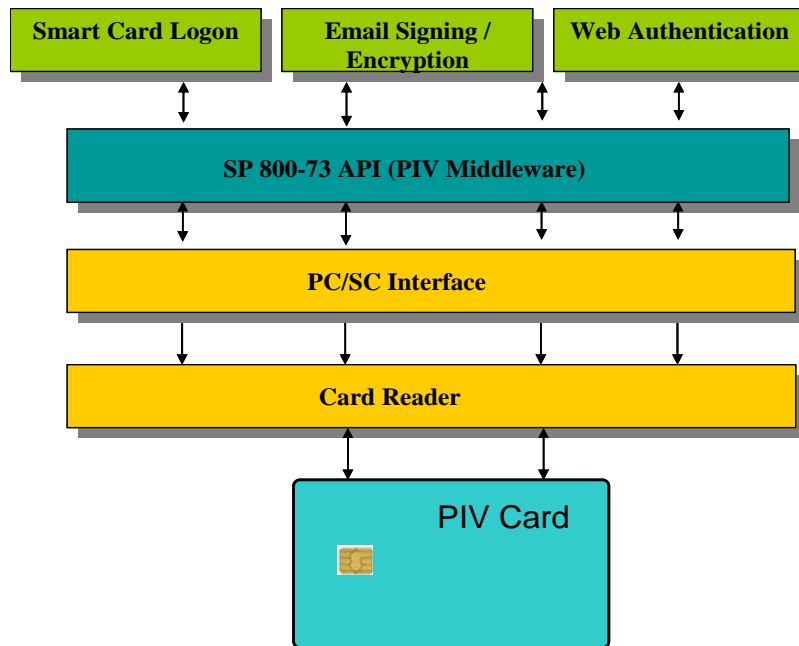 Smart Card Logon
Email Signing /
Encryption
Web Authentication
SP 800-73 API (PIV Middleware)
PC/SC Interface
Card Reader
PIV Card